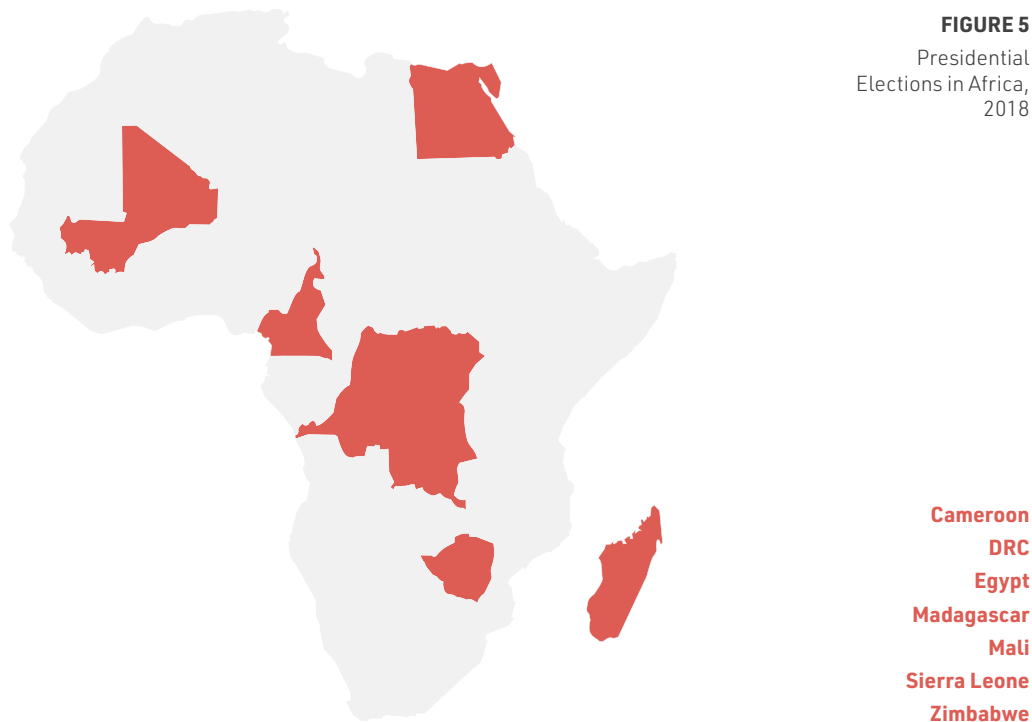 FIGURE 5
Presidential
Elections in Africa,
2018
Cameroon
DRC
Egypt
Madagascar
Mali
Sierra Leone
Zimbabwe